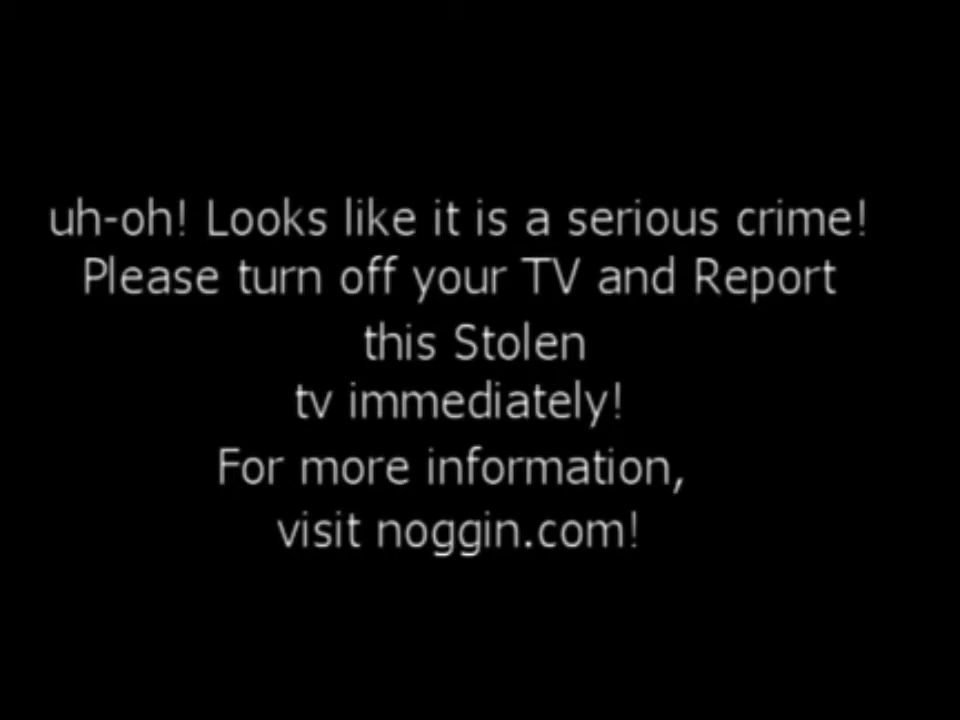 uh-oh! Looks like it is a serious crime!
Please turn off your TV and Report
this Stolen
tv immediately!
For more information,
visit noggin.com!